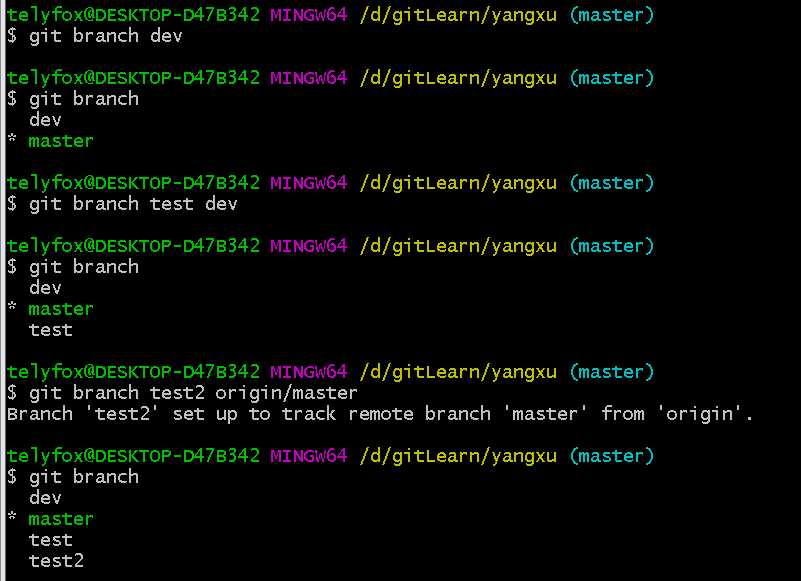 telyfox@DESKTOP-D47B342 MINGW64 /d/gitLearn/yangxu (master)
$ git branch dev
telyfox@DESKTOP-D47B342 MINGW64 /d/gitLearn/yangxu (master)
$ git branch
  dev
* master
telyfox@DESKTOP-D47B342 MINGW64 /d/gitLearn/yangxu (master)
$ git branch test dev
telyfox@DESKTOP-D47B342 MINGW64 /d/gitLearn/yangxu (master)
$ git branch
  dev
* master
  test
telyfox@DESKTOP-D47B342 MINGW64 /d/gitLearn/yangxu (master)
$ git branch test2 origin/master
Branch 'test2' set up to track remote branch 'master' from 'origin'.
telyfox@DESKTOP-D47B342 MINGW64 /d/gitLearn/yangxu (master)
$ git branch
  dev
* master
  test
  test2